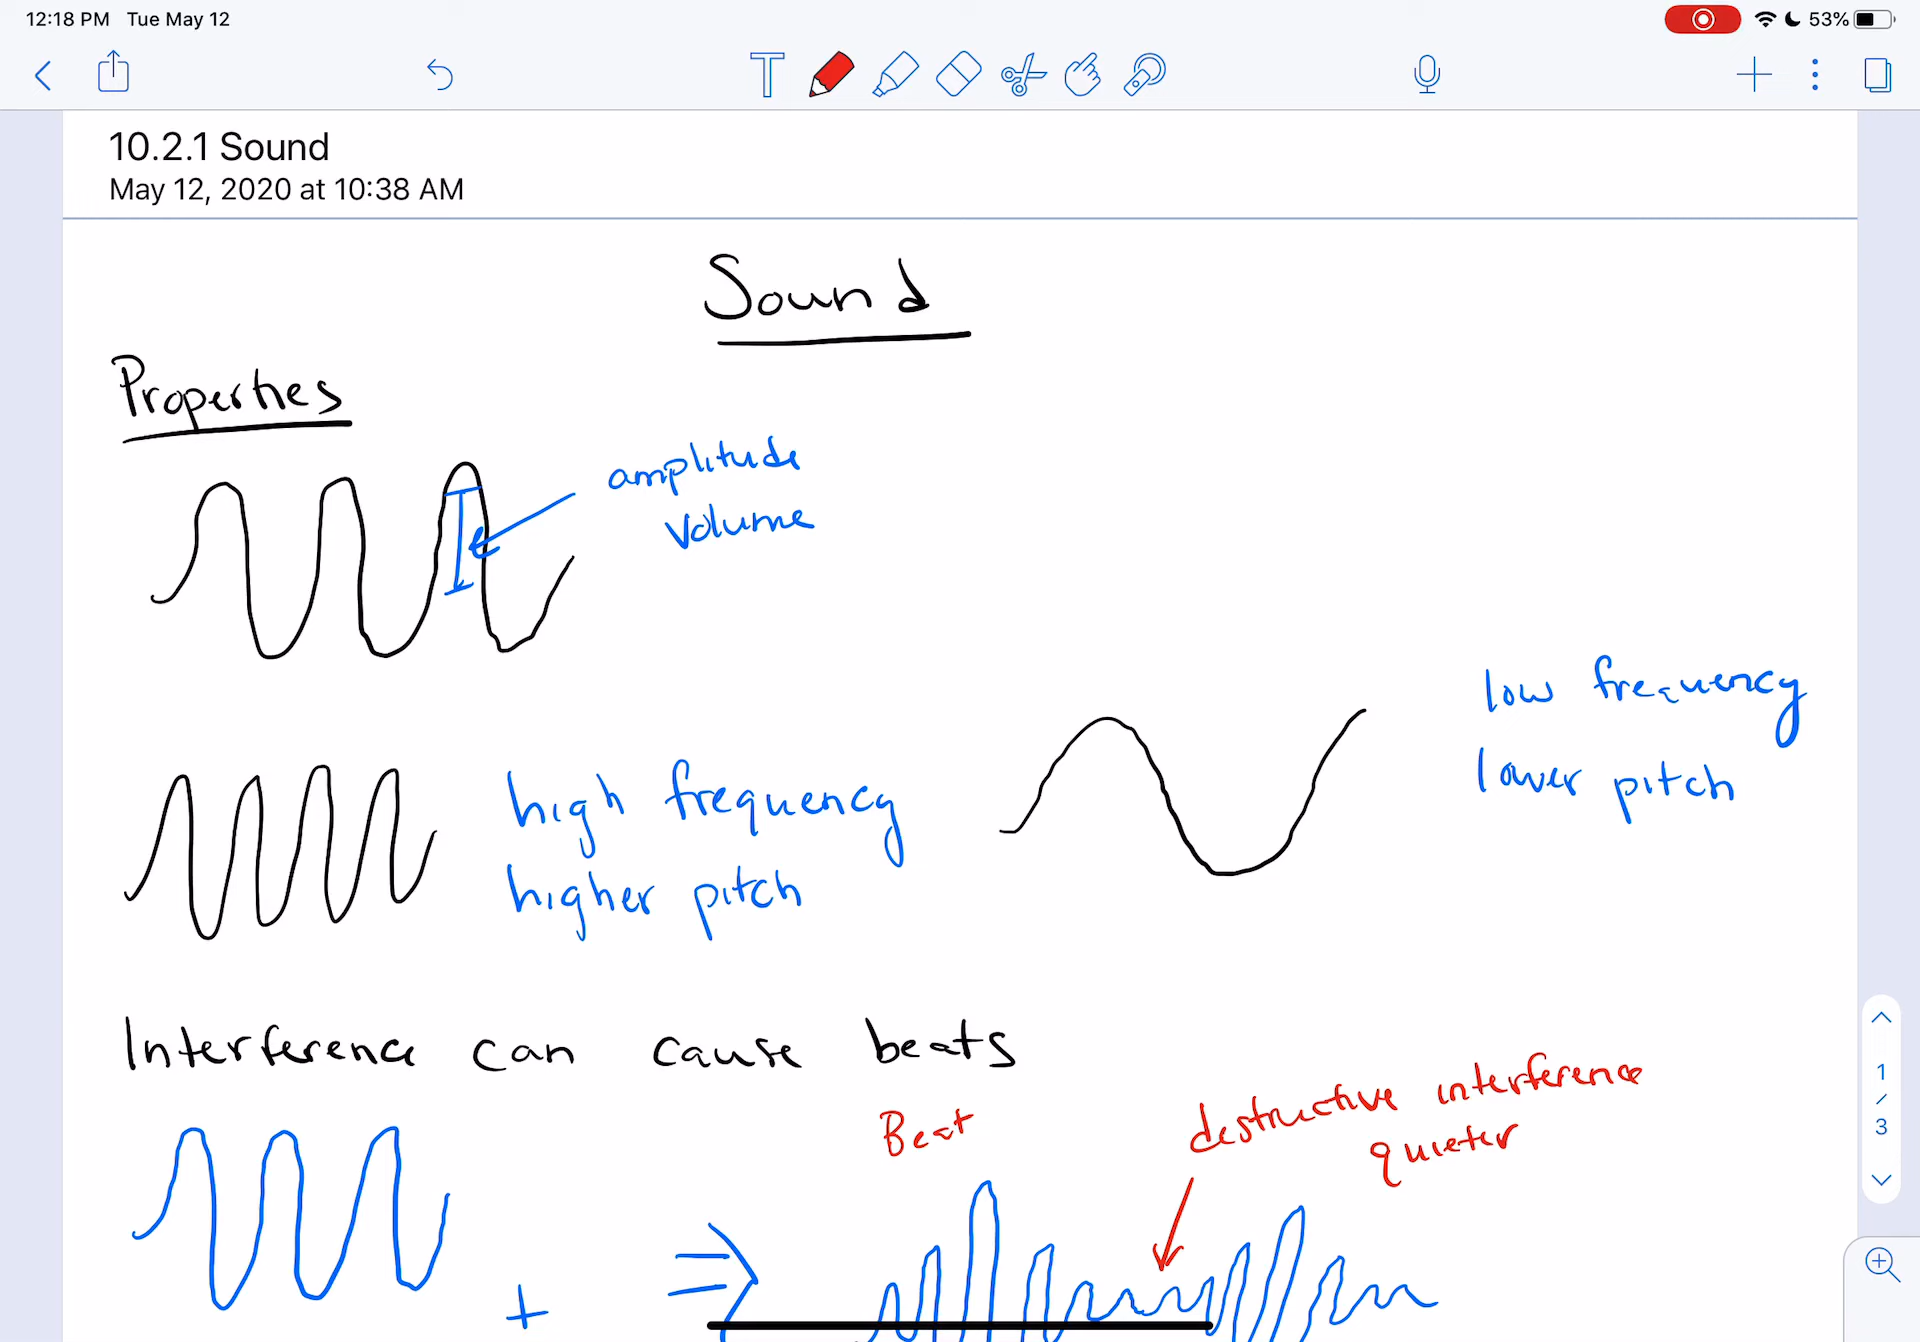 12:18 PM Tue May 12
53%
T
10.2.1 Sound
May 12, 2020 at 10:38 AM
Sound
Properties
amplitude
volume
low frequency
lower pitch
high frequency
higher pitch
Interference can cause beats
Beat
destructive interference
quieter
+
⇒
1
/
3